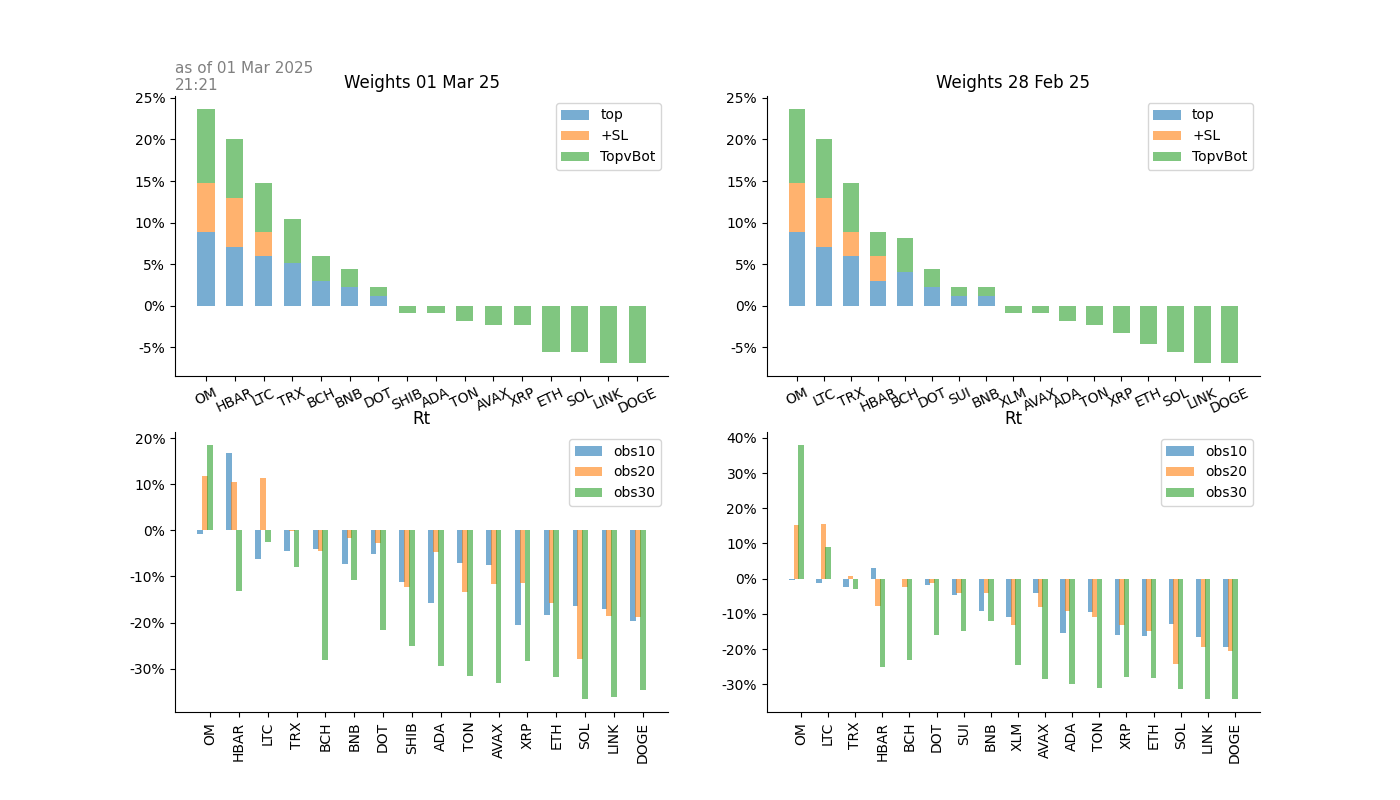 as of 01 Mar 2025
21:21
Weights 01 Mar 25
25%
20%
15%
10%
5%
0%
-5%
top
+SL
TopvBot
OM HBAR LTC TRX BCH BNB DOT SHIB ADA TON AVAX XRP ETH SOL LINK DOGE
Weights 28 Feb 25
25%
20%
15%
10%
5%
0%
-5%
top
+SL
TopvBot
OM LTC TRX HBAR BCH DOT SUI BNB XLM AVAX ADA TON XRP ETH SOL LINK DOGE
Rt
20%
10%
0%
-10%
-20%
-30%
obs10
obs20
obs30
OM HBAR LTC TRX BCH BNB DOT SHIB ADA TON AVAX XRP ETH SOL LINK DOGE
Rt
40%
30%
20%
10%
0%
-10%
-20%
-30%
obs10
obs20
obs30
OM LTC TRX HBAR BCH DOT SUI BNB XLM AVAX ADA TON XRP ETH SOL LINK DOGE